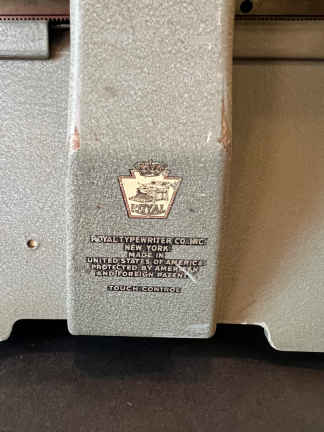 ROYAL
ROYAL TYPEWRITER CO. INC.
NEW YORK
MADE IN
UNITED STATES OF AMERICA
PROTECTED BY AMERICAN
AND FOREIGN PATENTS
TOUCH CONTROL